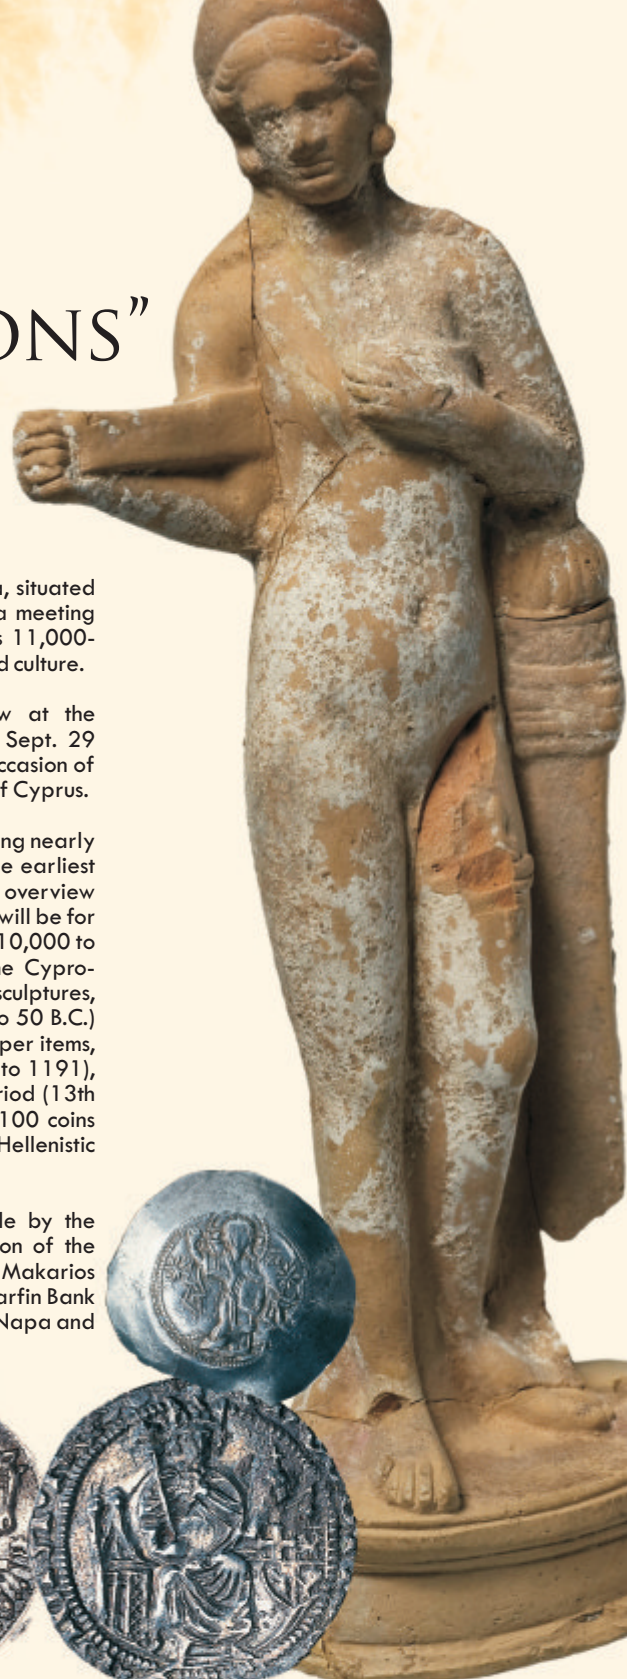 ONS”
, situated
a meeting
s 11,000-
d culture.
w at the
Sept. 29
ccasion of
f Cyprus.
ng nearly
e earliest
overview
will be for
10,000 to
e Cypro-
sculptures,
o 50 B.C.)
per items,
to 1191),
riod (13th
100 coins
Hellenistic
le by the
on of the
Makarios
arfin Bank
Napa and